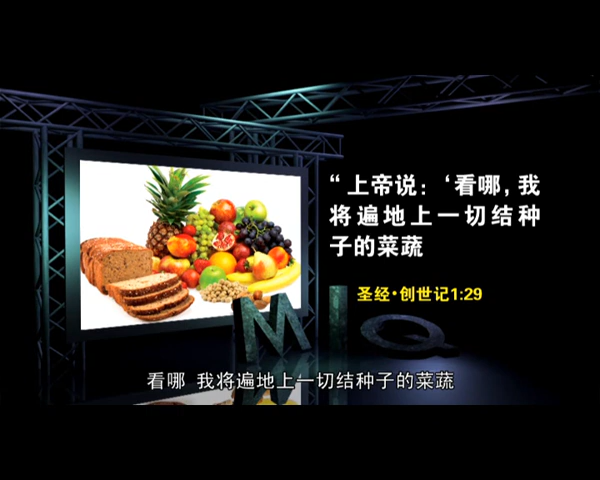 “上帝说：‘看哪，我
将遍地上一切结种
子的菜蔬
圣经•创世记1:29
M I Q
看哪 我将遍地上一切结种子的菜蔬